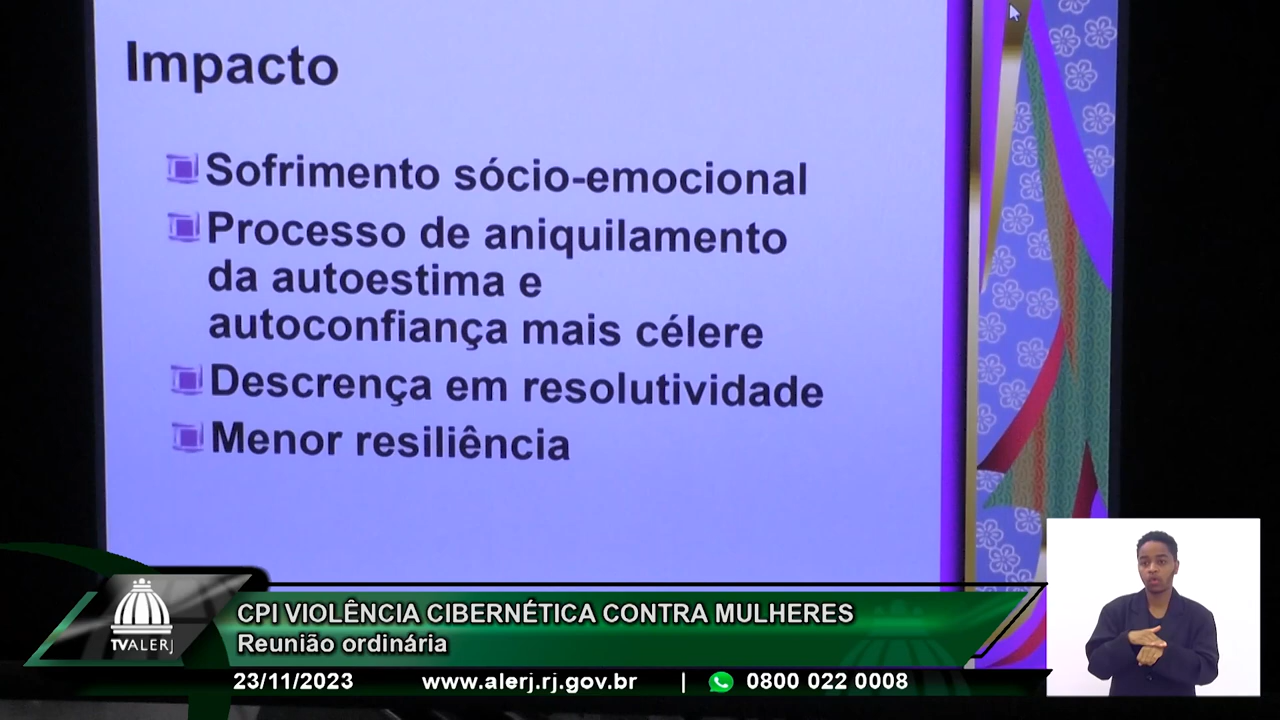 Impacto
Sofrimento sócio-emocional
Processo de aniquilamento
da autoestima e
autoconfiança mais célere
Descrença em resolutividade
Menor resiliência
CPI VIOLÊNCIA CIBERNÉTICA CONTRA MULHERES
Reunião ordinária
TVALERJ
23/11/2023 www.alerj.rj.gov.br | 0800 022 0008